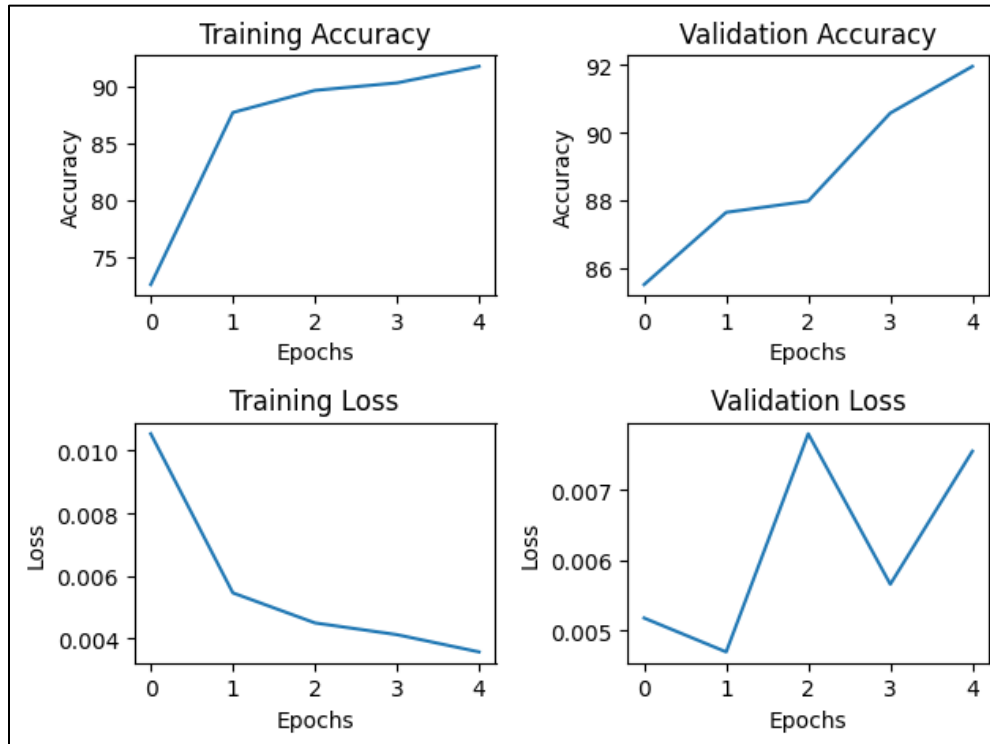 Training Accuracy
Accuracy
90
85
80
75
0 1 2 3 4
Epochs
Validation Accuracy
Accuracy
92
90
88
86
0 1 2 3 4
Epochs
Training Loss
Loss
0.010
0.008
0.006
0.004
0 1 2 3 4
Epochs
Validation Loss
Loss
0.007
0.006
0.005
0 1 2 3 4
Epochs